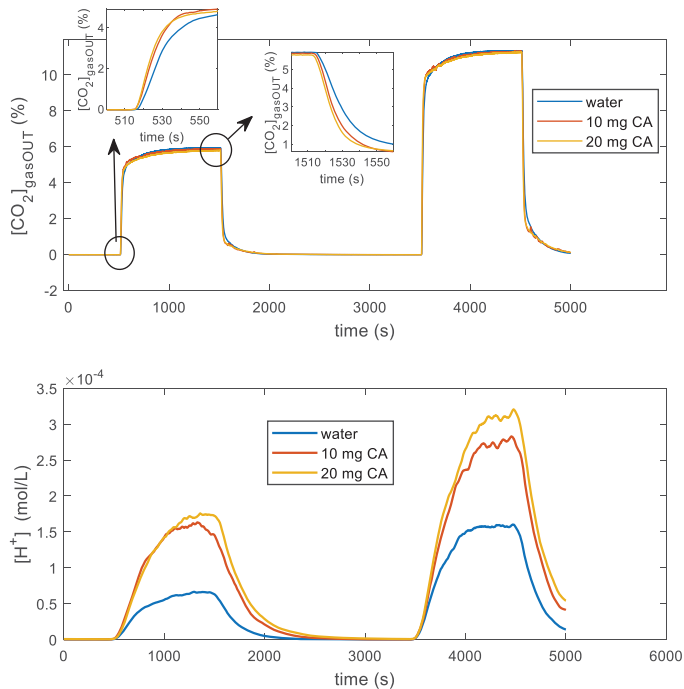 [CO2]gasOUT (%)
4
2
0
510 530 550
time (s)
[CO2]gasOUT (%)
5
4
3
2
1
1510 1530 1550
time (s)
[CO2]gasOUT (%)
10
8
6
4
2
0
-2
water
10 mg CA
20 mg CA
0 1000 2000 3000 4000 5000
time (s)
×10-4
[H+] (mol/L)
3.5
3
2.5
2
1.5
1
0.5
0
water
10 mg CA
20 mg CA
0 1000 2000 3000 4000 5000 6000
time (s)